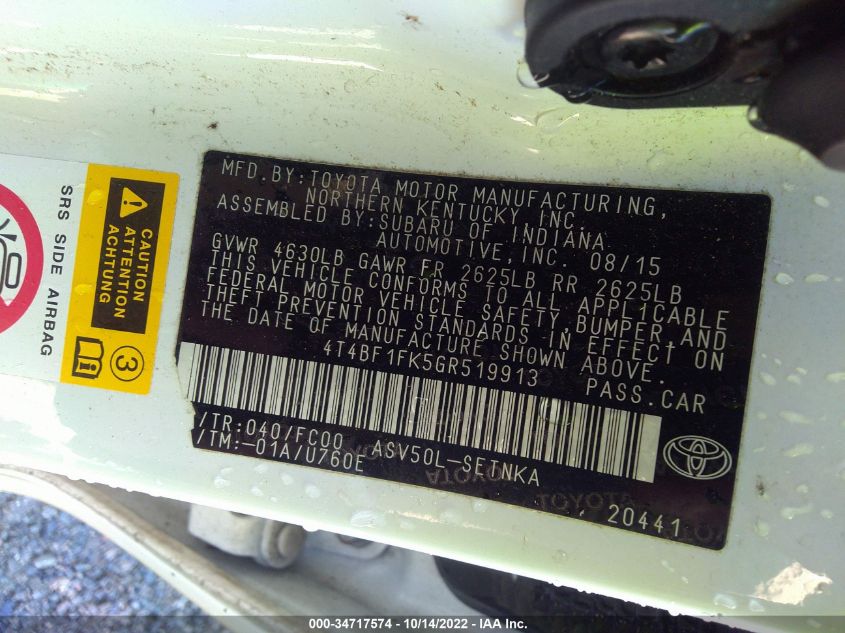 MFD.BY:TOYOTA MOTOR MANUFACTURING,
NORTHERN KENTUCKY INC.
ASSEMBLED BY:SUBARU OF INDIANA
AUTOMOTIVE,INC. 08/15
GVWR 4630LB GAWR FR 2625LB RR 2625LB
THIS VEHICLE CONFORMS TO ALL APPLICABLE
FEDERAL MOTOR VEHICLE SAFETY,BUMPER,AND
THEFT PREVENTION STANDARDS IN EFFECT ON
THE DATE OF MANUFACTURE SHOWN ABOVE.
4T4BF1FK5GR519913 PASS.CAR
/TR:040/FC00 ASV50L-SETNKA
/TM:-01A/U760E
TOYOTA
TOYOTA
TOYOTA
20441
CAUTION
ATTENTION
ACHTUNG
3
SRS SIDE AIRBAG
000-34717574 - 10/14/2022 - IAA Inc.